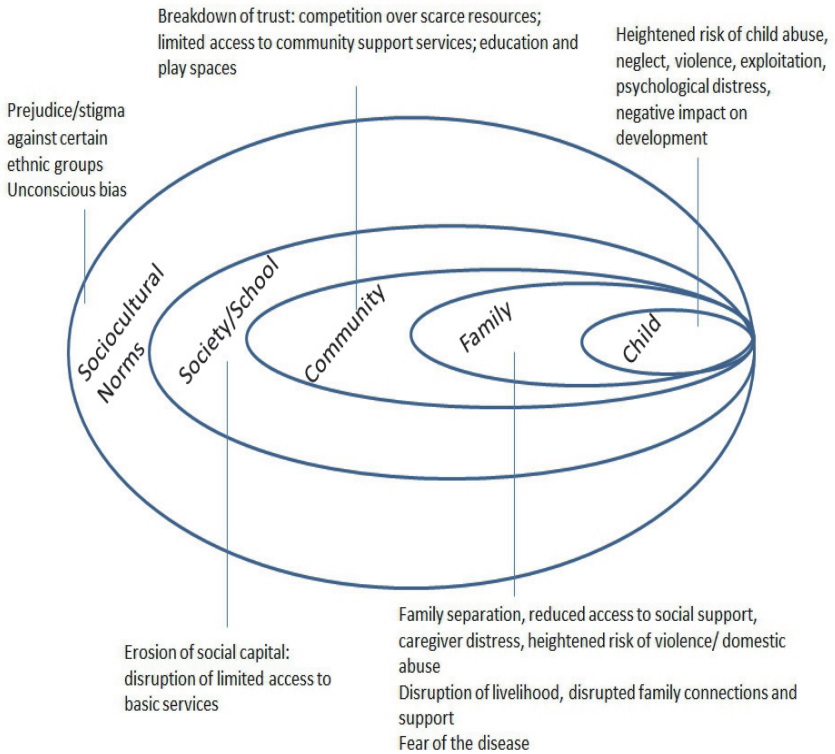 Breakdown of trust: competition over scarce resources;
limited access to community support services; education and
play spaces
Heightened risk of child abuse,
neglect, violence, exploitation,
psychological distress,
negative impact on
development
Prejudice/stigma
against certain
ethnic groups
Unconscious bias
Sociocultural
Norms
Society/School
Community
Family
Child
Erosion of social capital:
disruption of limited access to
basic services
Family separation, reduced access to social support,
caregiver distress, heightened risk of violence/ domestic
abuse
Disruption of livelihood, disrupted family connections and
support
Fear of the disease